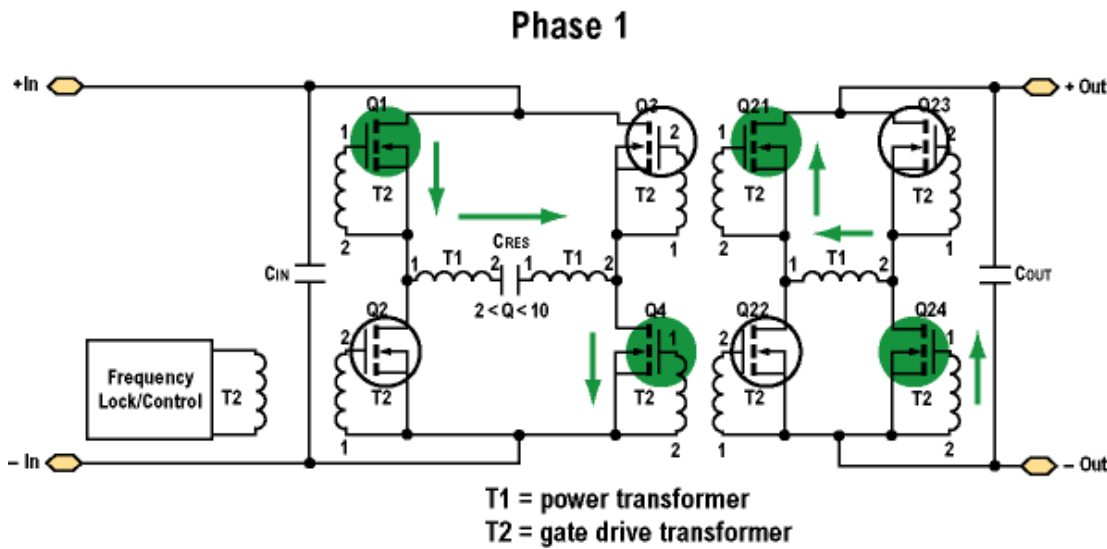 Phase 1
+In
Q1
Q3
Q21
Q23
+ Out
1
2
1
2
T2
T2
T2
T2
2
1
2
1
CIN
CRES
1
T1
2
1
T1
2
1
T1
2
COUT
2 < Q < 10
Q2
Q4
Q22
Q24
2
1
2
1
T2
T2
T2
T2
1
2
1
2
Frequency
Lock/Control
T2
– In
– Out
T1 = power transformer
T2 = gate drive transformer